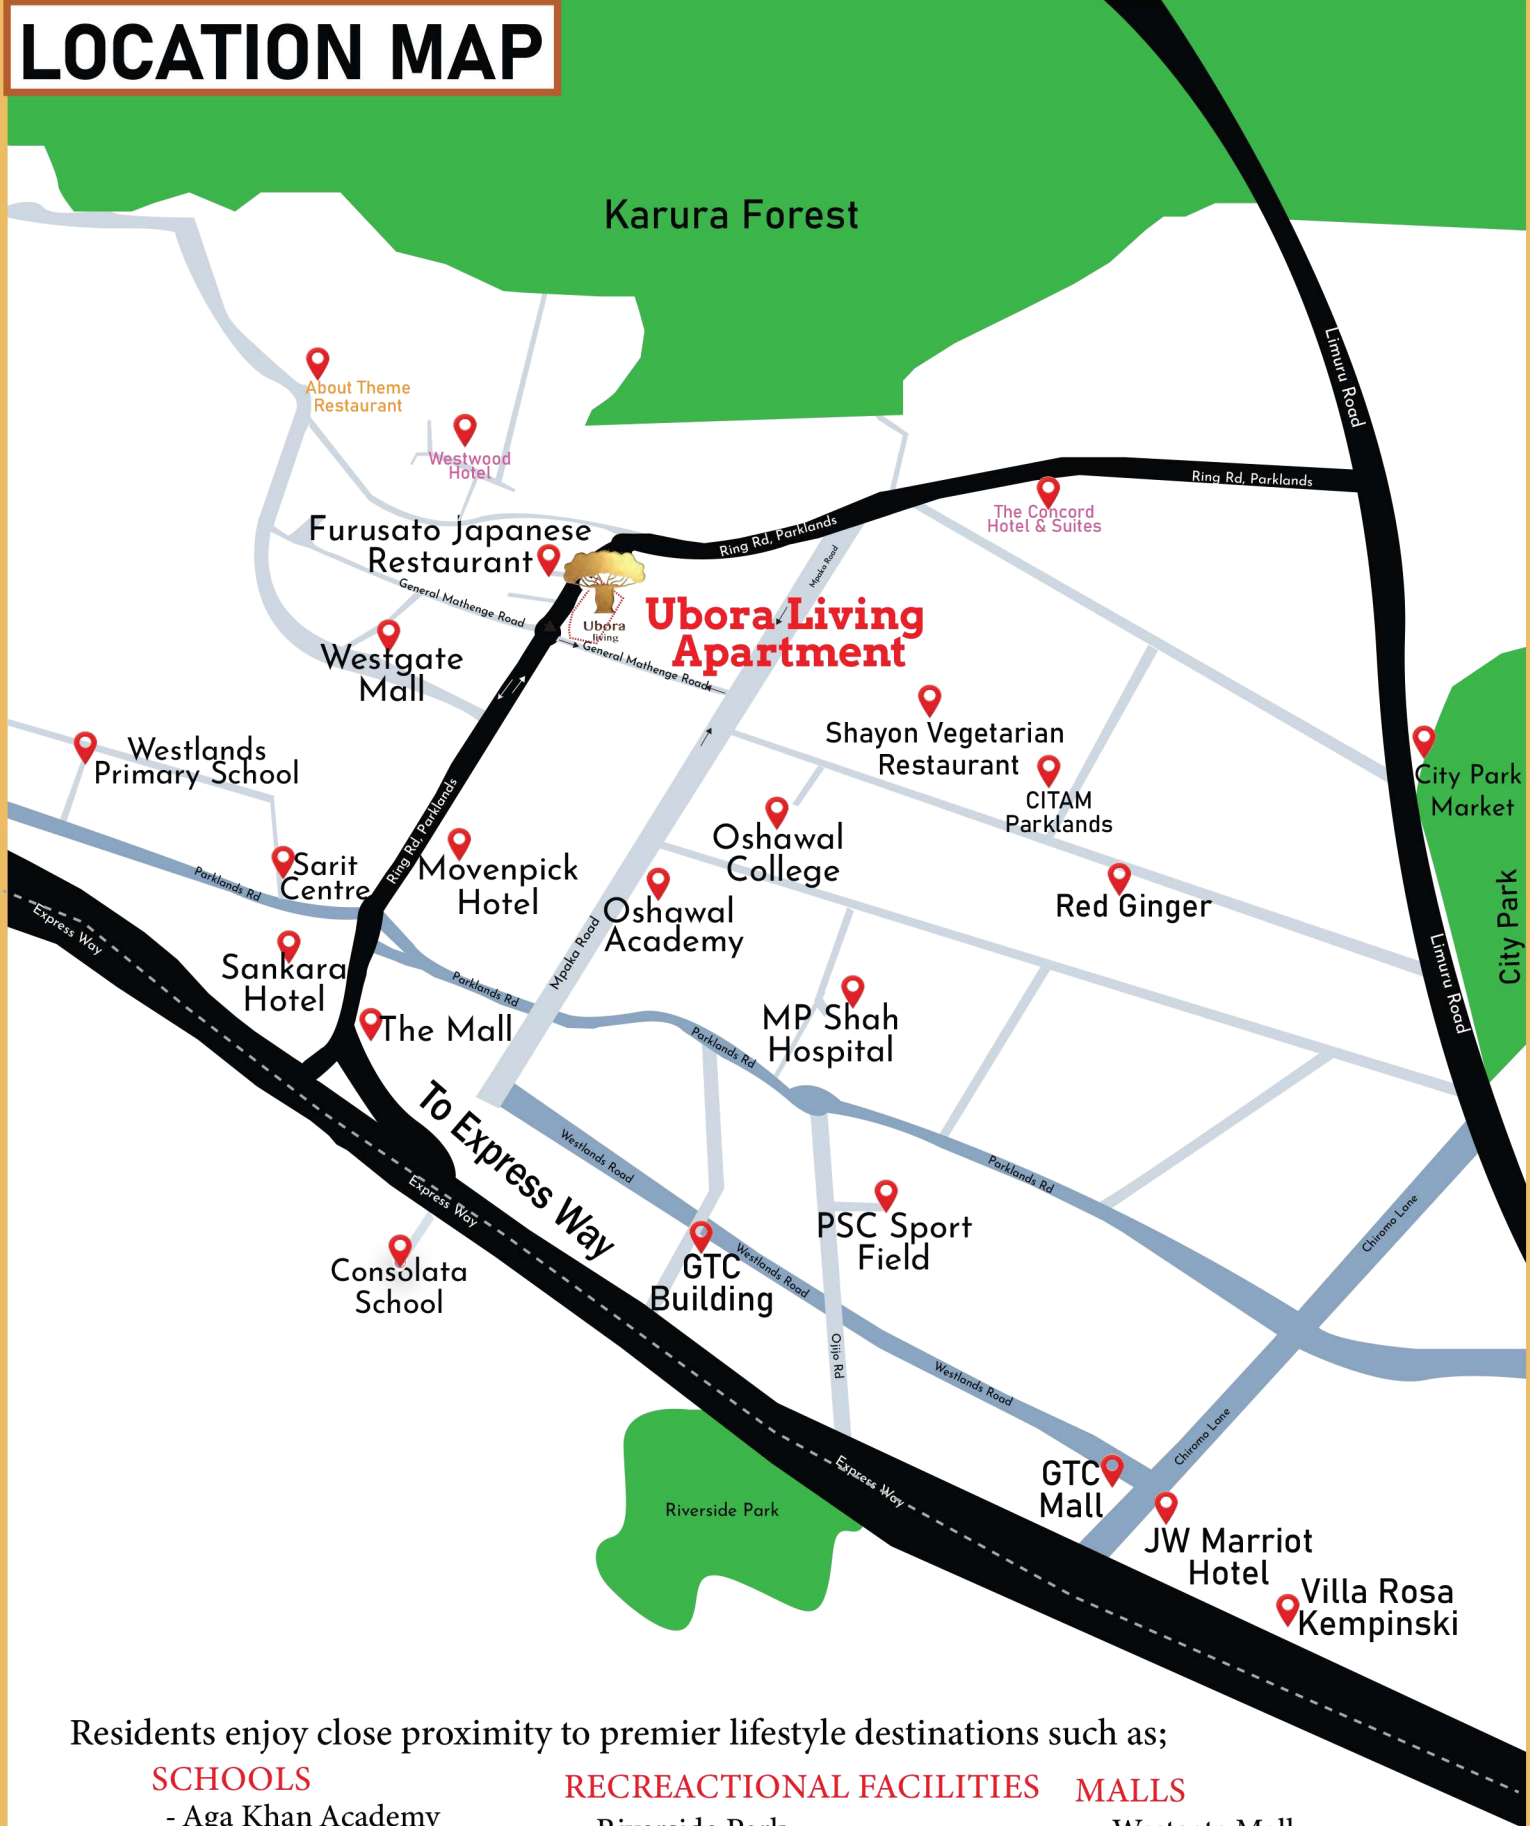 LOCATION MAP
Karura Forest
Limuru Road
About Theme
Restaurant
Westwood
Hotel
Ring Rd, Parklands
The Concord
Hotel & Suites
Furusato Japanese
Restaurant
Ring Rd, Parklands
Mpaka Road
General Mathenge Road
Ubora
living
Ubora Living
Apartment
General Mathenge Road
Westgate
Mall
Shayon Vegetarian
Restaurant
Westlands
Primary School
CITAM
Parklands
City Park
Market
Ring Rd, Parklands
Oshawal
College
Movenpick
Hotel
Sarit
Centre
Parklands Rd
Oshawal
Academy
Red Ginger
City Park
Express Way
Mpaka Road
Limuru Road
Sankara
Hotel
Parklands Rd
The Mall
MP Shah
Hospital
Parklands Rd
To Express Way
Westlands Road
Parklands Rd
Express Way
Chiromo Lane
PSC Sport
Field
Consolata
School
GTC
Building
Westlands Road
Ojijo Rd
Westlands Road
Chiromo Lane
Express Way
GTC
Mall
Riverside Park
JW Marriot
Hotel
Villa Rosa
Kempinski
Residents enjoy close proximity to premier lifestyle destinations such as;
SCHOOLS
- Aga Khan Academy
RECREACTIONAL FACILITIES
Riverside Park
MALLS
Westgate Mall